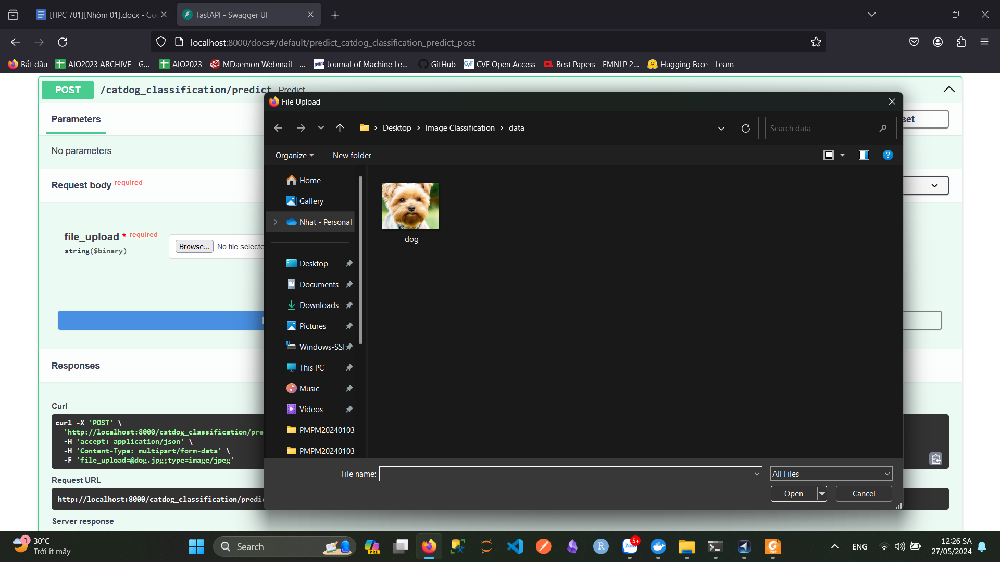 [HPC 701][Nhóm 01].docx - Goo
FastAPI - Swagger UI
localhost:8000/docs#/default/predict_catdog_classification_predict_post
Bắt đầu
AIO2023 ARCHIVE - G...
AIO2023
MDaemon Webmail - ...
JMLR
Journal of Machine Le...
GitHub
CVF
CVF Open Access
Best Papers - EMNLP 2...
Hugging Face - Learn
POST
/catdog_classification/predict
Predict
File Upload
Parameters
set
Desktop
Image Classification
data
Search data
No parameters
Organize
New folder
?
Request body required
Home
Gallery
Nhat - Personal
dog
file_upload * required
string($binary)
Browse...
No file selecte
Desktop
Documents
Downloads
Pictures
Windows-SSI
This PC
Music
Videos
PMPM20240103
PMPM20240103
Responses
Curl
curl -X 'POST' \
'http://localhost:8000/catdog_classification/pre
-H 'accept: application/json' \
-H 'Content-Type: multipart/form-data' \
-F 'file_upload=@dog.jpg;type=image/jpeg'
Request URL
http://localhost:8000/catdog_classification/predic
Server response
File name:
All Files
Open
Cancel
1
30°C
Trời ít mây
Search
PRE
R
Zalo
5+
PDF
ENG
12:26 SA
27/05/2024